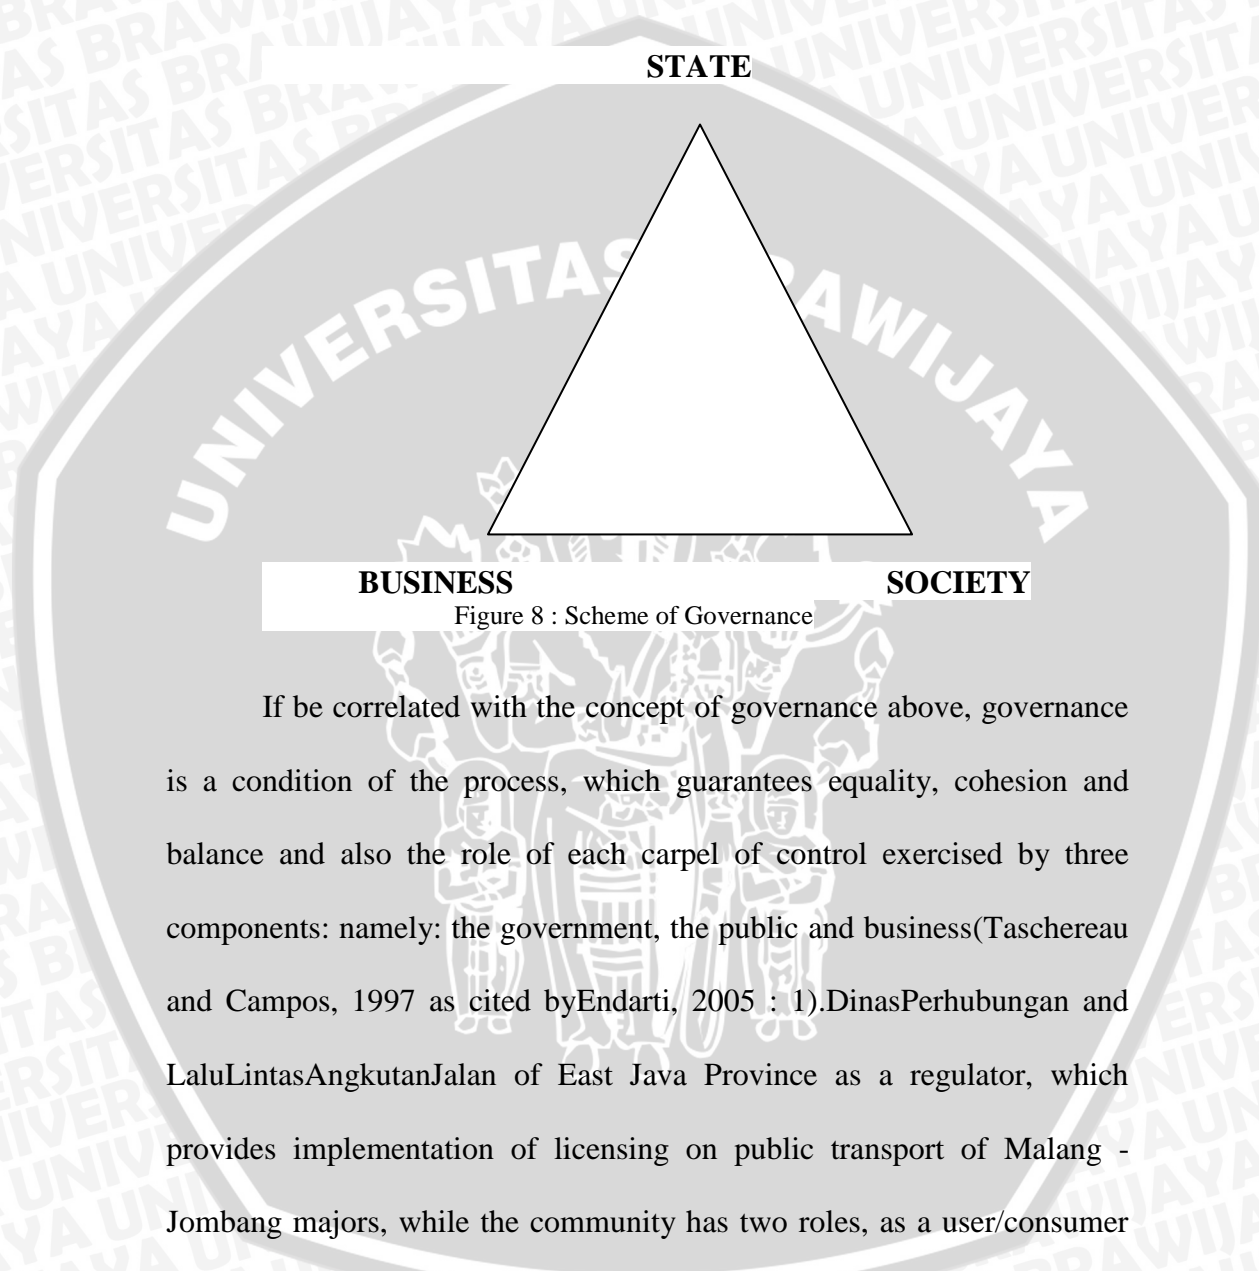 STATE
UNIVERSITAS BRAWIJAYA
BUSINESS SOCIETY
Figure 8 : Scheme of Governance
If be correlated with the concept of governance above, governance
is a condition of the process, which guarantees equality, cohesion and
balance and also the role of each carpel of control exercised by three
components: namely: the government, the public and business(Taschereau
and Campos, 1997 as cited byEndarti, 2005 : 1).DinasPerhubungan and
LaluLintasAngkutanJalan of East Java Province as a regulator, which
provides implementation of licensing on public transport of Malang -
Jombang majors, while the community has two roles, as a user/consumer